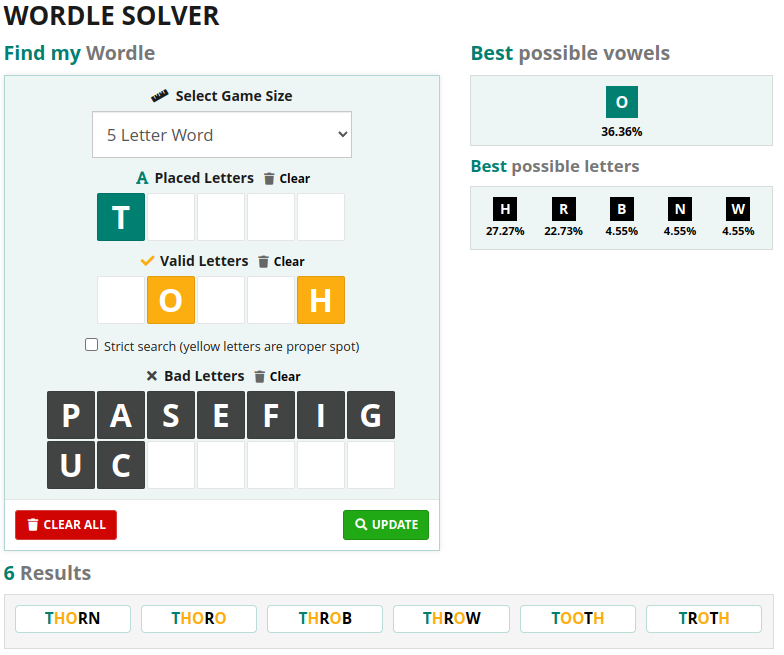 WORDLE SOLVER
Find my Wordle
Select Game Size
5 Letter Word
A Placed Letters Clear
T
Valid Letters Clear
O H
Strict search (yellow letters are proper spot)
Bad Letters Clear
P A S E F I G
U C
CLEAR ALL UPDATE
Best possible vowels
O
36.36%
Best possible letters
H R B N W
27.27% 22.73% 4.55% 4.55% 4.55%
6 Results
THORN THORO THROB THROW TOOTH TROTH